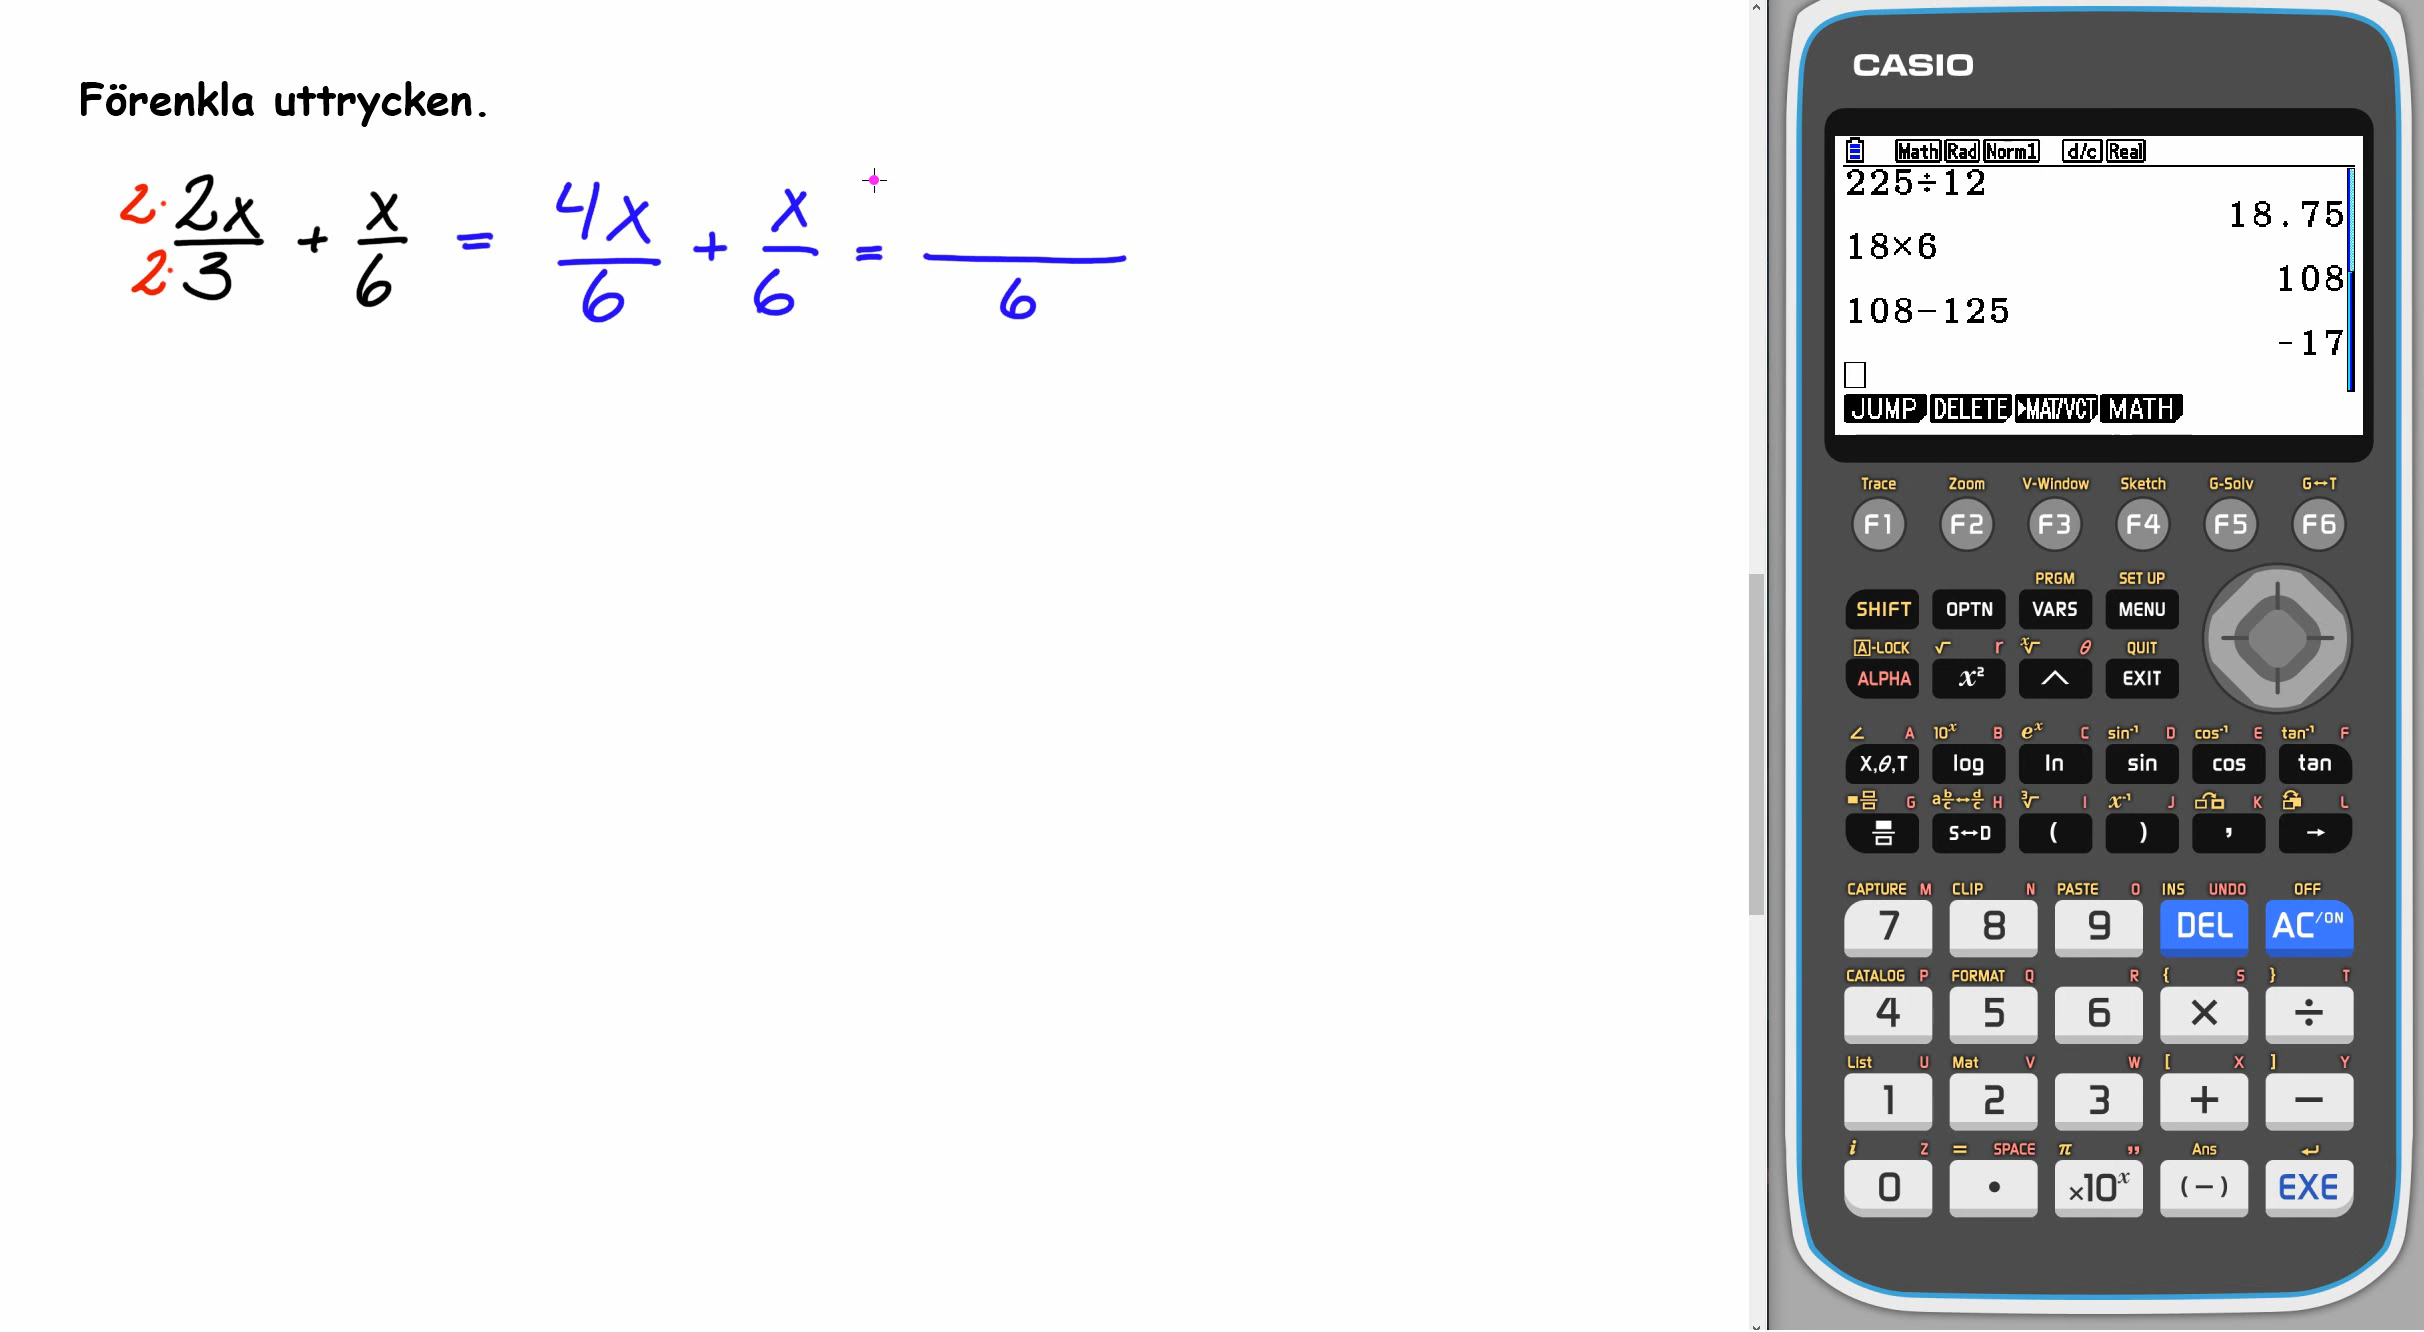 Förenkla uttrycken.
2· 2x / 2· 3 + x / 6 = 4x / 6 + x / 6 = / 6
CASIO
Math Rad Norm1 d/c Real
225÷12
18.75
18×6
108
108-125
-17
JUMP DELETE ▶MAT/VCT MATH
Trace Zoom V-Window Sketch G-Solv G↔T
F1 F2 F3 F4 F5 F6
PRGM SET UP
SHIFT OPTN VARS MENU
A-LOCK √ r ˣ√ θ QUIT
ALPHA x² ^ EXIT
∠ A 10ˣ B eˣ C sin⁻¹ D cos⁻¹ E tan⁻¹ F
X,θ,T log ln sin cos tan
G a b/c↔d/c H ³√ I x⁻¹ J K L
S↔D ( ) , →
CAPTURE M CLIP N PASTE O INS UNDO OFF
7 8 9 DEL AC/ON
CATALOG P FORMAT Q R { S } T
4 5 6 × ÷
List U Mat V W [ X ] Y
1 2 3 + −
i Z = SPACE π " Ans ↵
0 • ×10ˣ (−) EXE